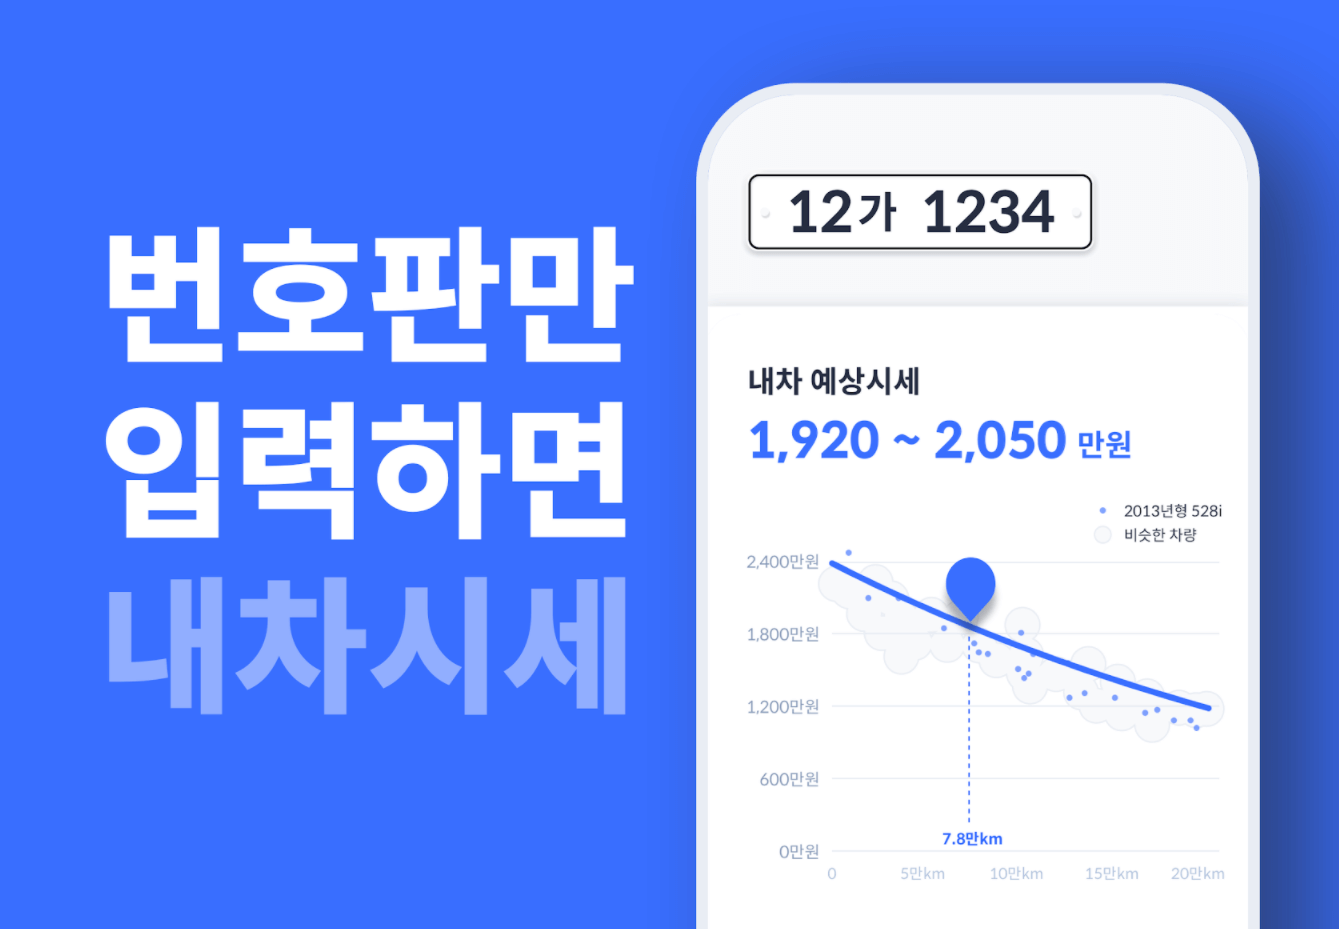 번호판만
입력하면
내차시세
12가 1234
내차 예상시세
1,920 ~ 2,050 만원
2013년형 528i
비슷한 차량
2,400만원
1,800만원
1,200만원
600만원
0만원
7.8만km
0 5만km 10만km 15만km 20만km